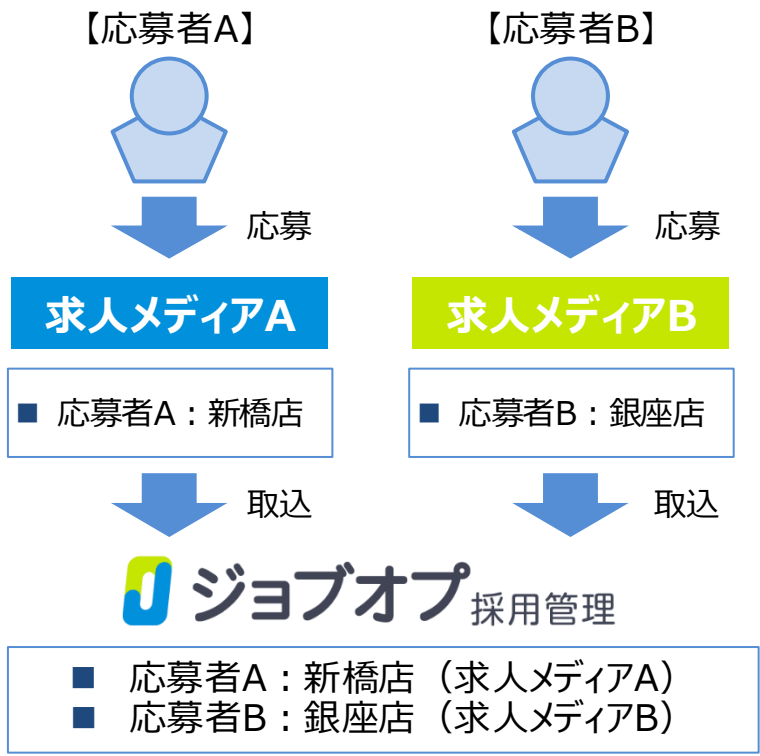 【応募者A】
【応募者B】
応募
応募
求人メディアA
求人メディアB
■ 応募者A：新橋店
■ 応募者B：銀座店
取込
取込
ジョブオプ採用管理
■ 応募者A：新橋店（求人メディアA）
■ 応募者B：銀座店（求人メディアB）